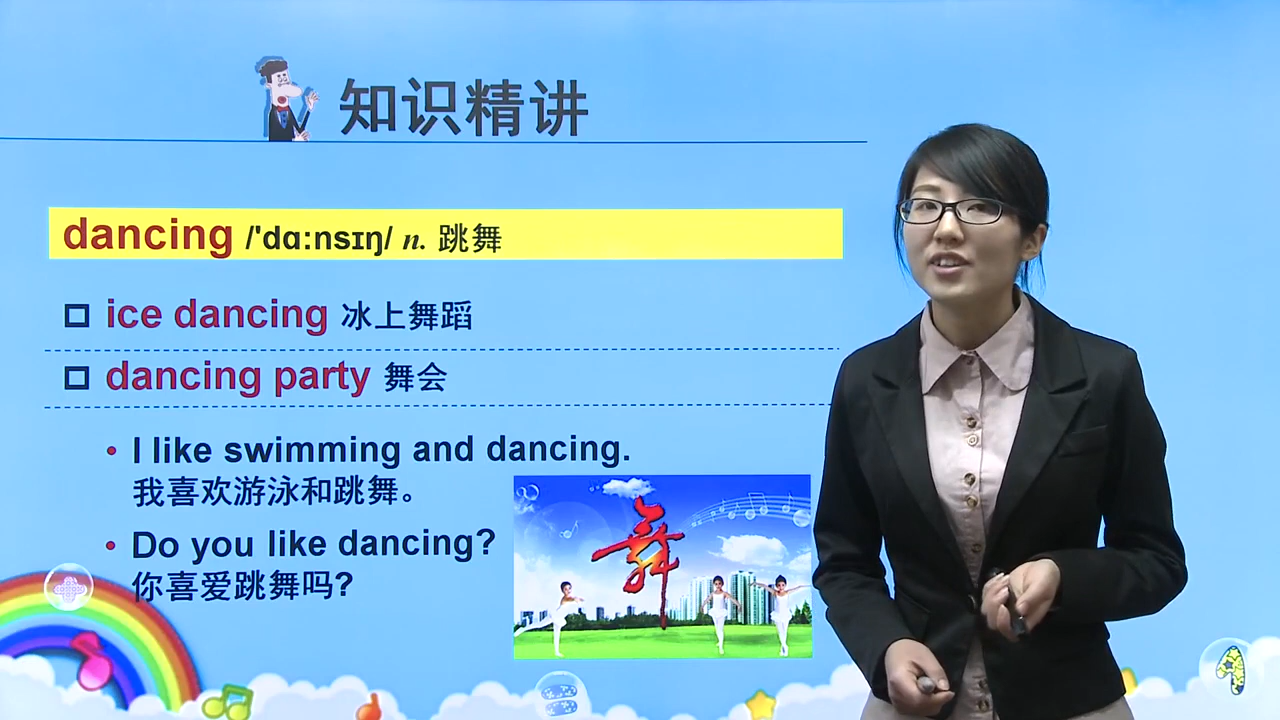 知识精讲
dancing /'dɑ:nsɪŋ/ n. 跳舞
ice dancing 冰上舞蹈
dancing party 舞会
I like swimming and dancing.
我喜欢游泳和跳舞。
Do you like dancing?
你喜爱跳舞吗?
舞